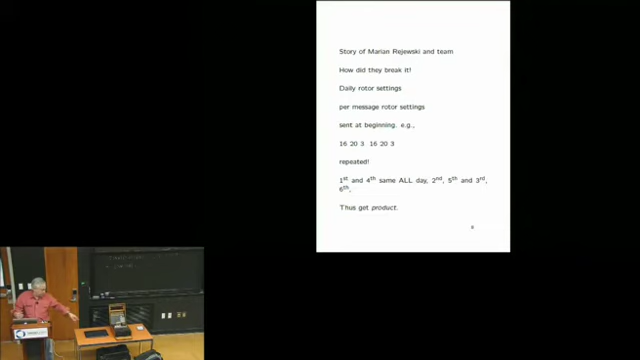 Story of Marian Rejewski and team
How did they break it!
Daily rotor settings
per message rotor settings
sent at beginning. e.g.,
16 20 3  16 20 3
repeated!
1st and 4th same ALL day, 2nd, 5th and 3rd,
6th,
Thus get product.